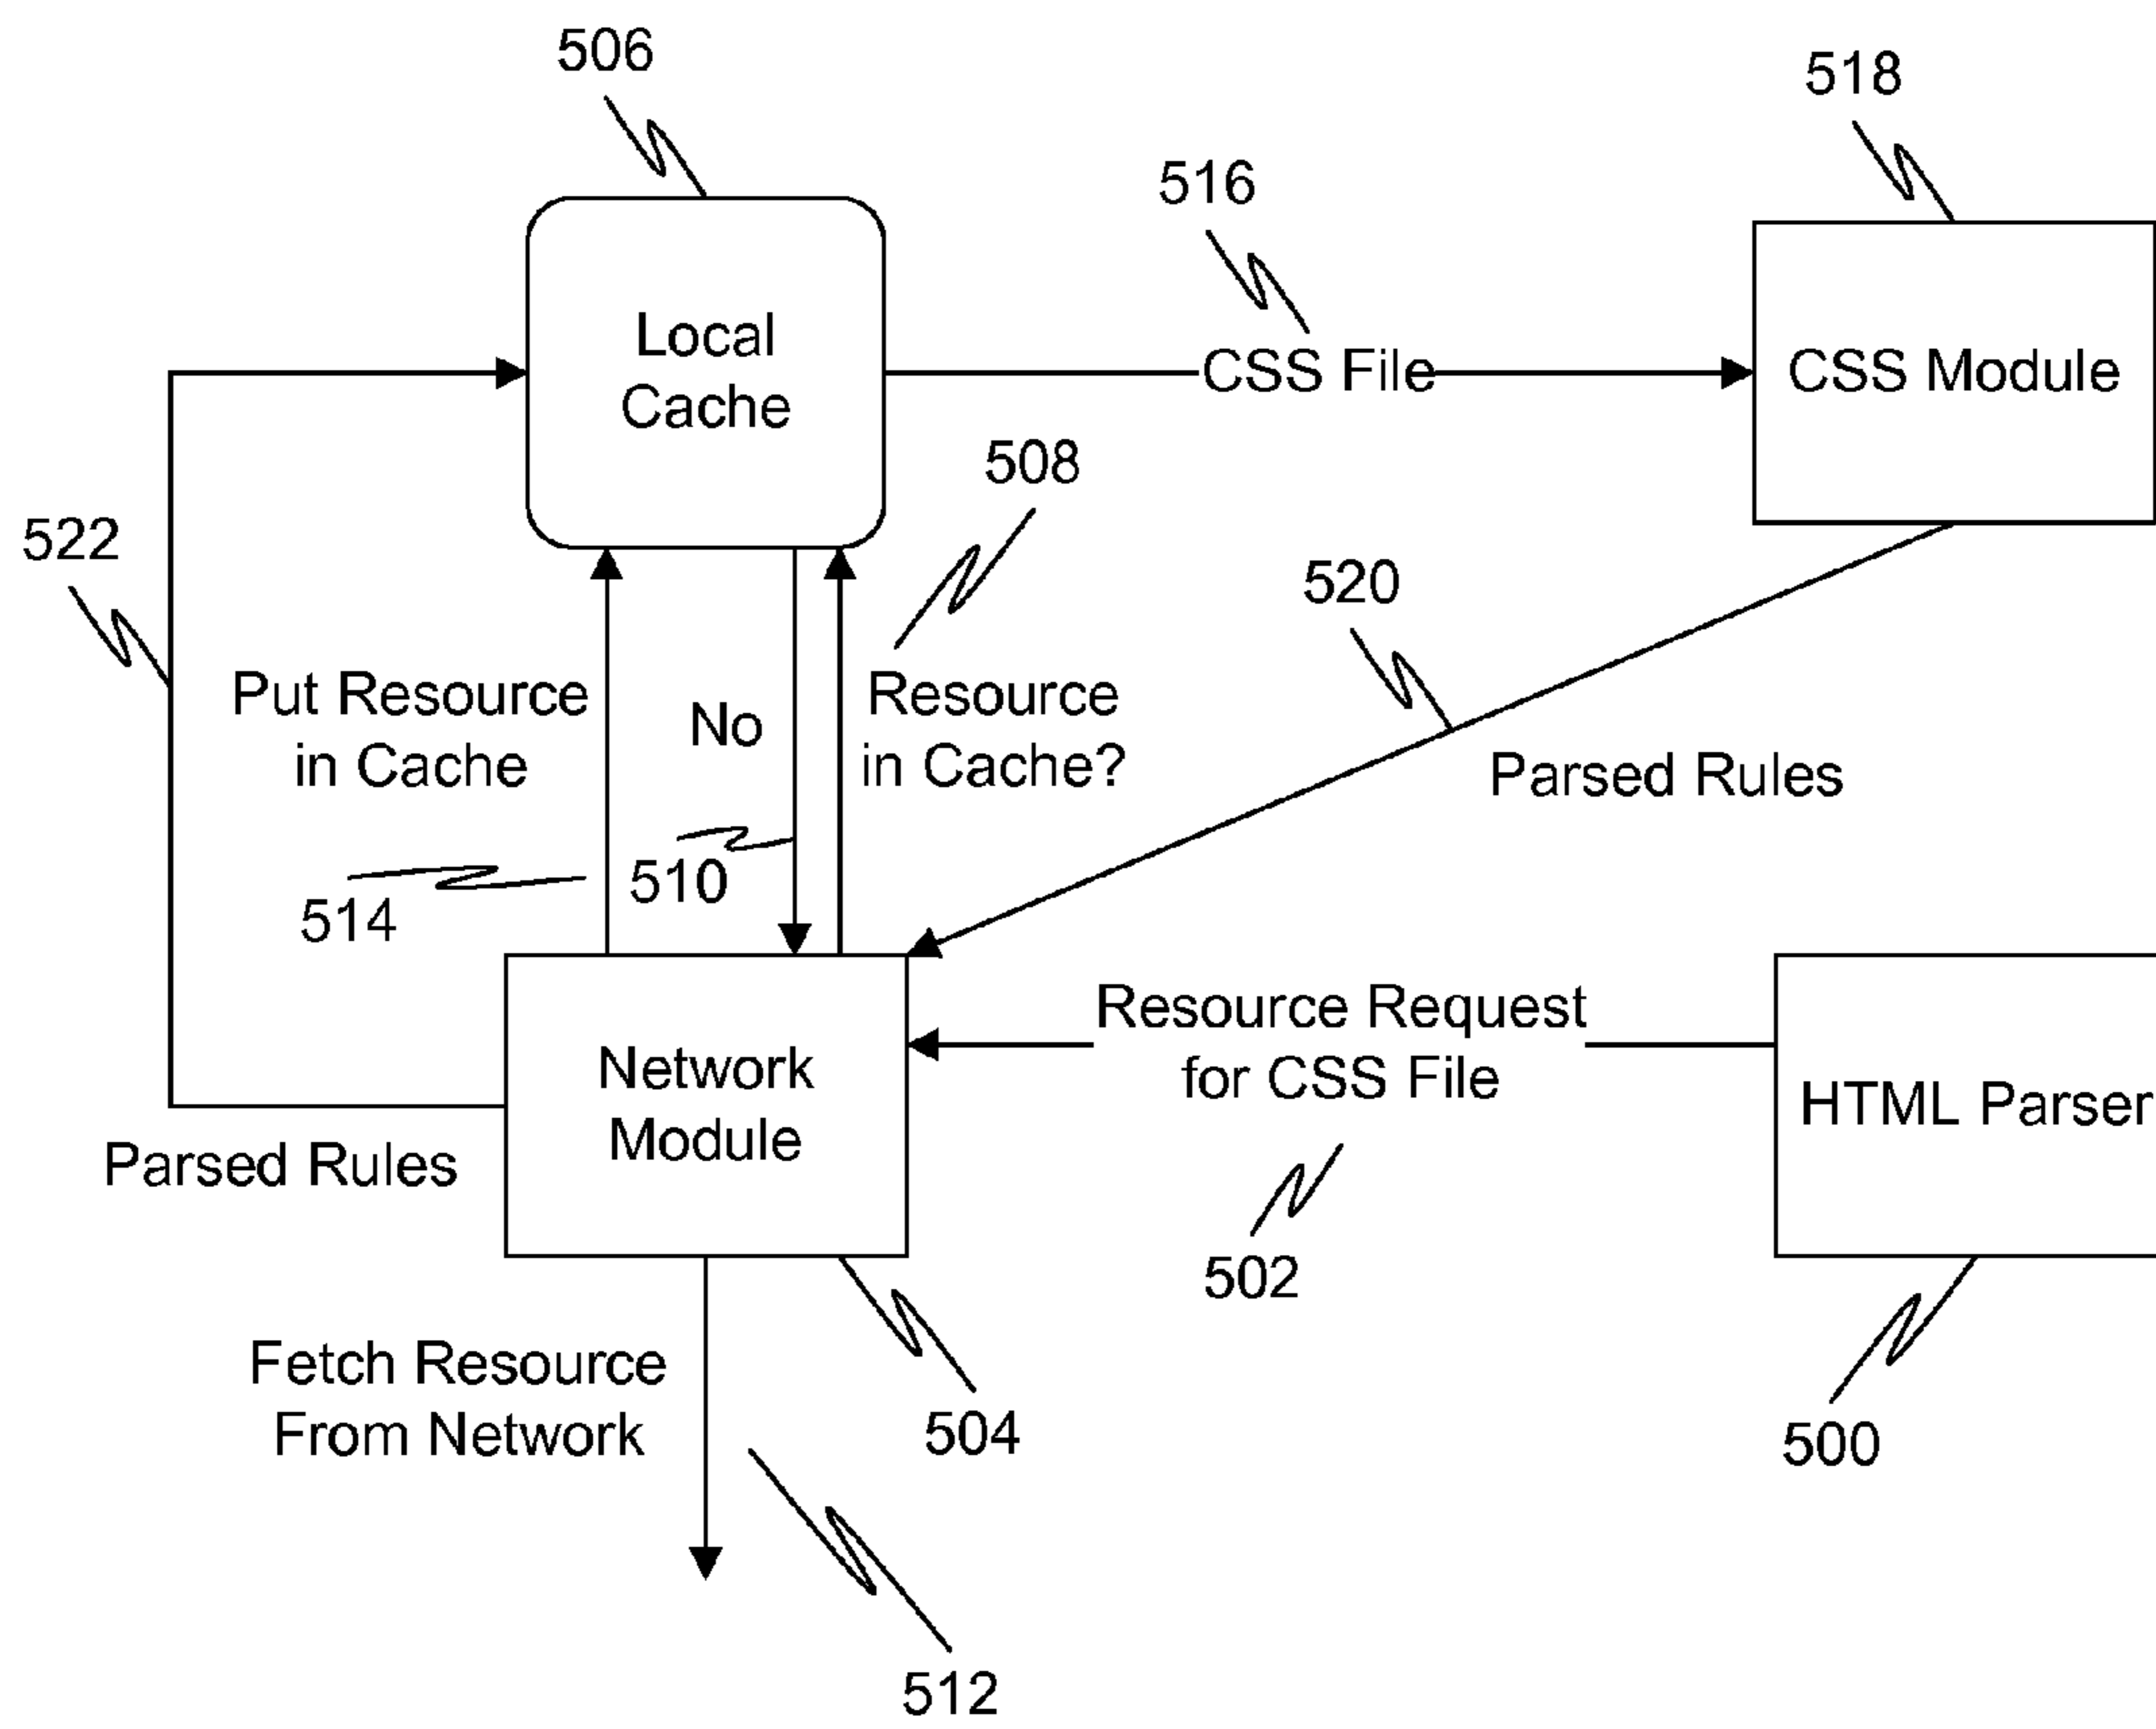 506
518
516
Local
Cache
CSS File
CSS Module
508
522
520
Put Resource
in Cache
No
Resource
in Cache?
Parsed Rules
510
514
Resource Request
for CSS File
Network
Module
HTML Parser
Parsed Rules
502
Fetch Resource
From Network
504
500
512